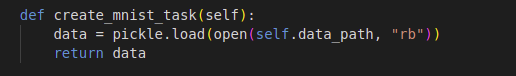 def create_mnist_task(self):
    data = pickle.load(open(self.data_path, "rb"))
    return data